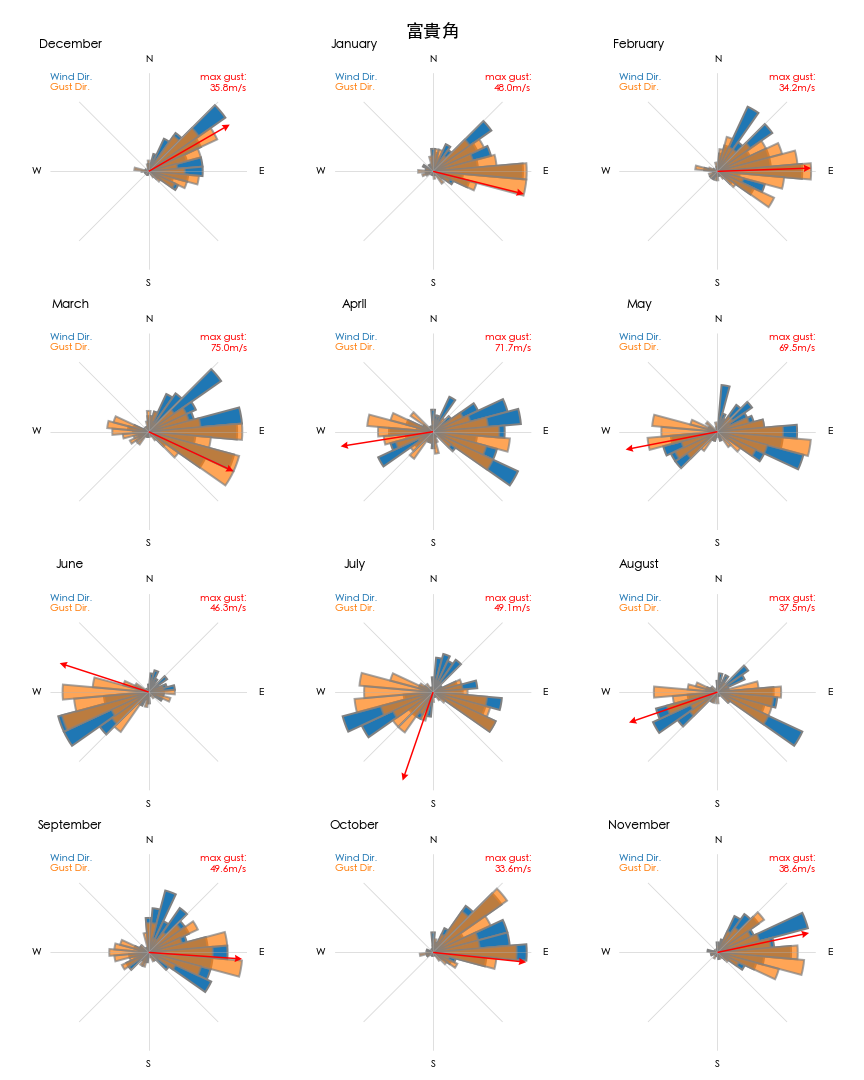 富貴角
December
N
Wind Dir.
Gust Dir.
max gust:
35.8m/s
W
E
S
January
N
Wind Dir.
Gust Dir.
max gust:
48.0m/s
W
E
S
February
N
Wind Dir.
Gust Dir.
max gust:
34.2m/s
W
E
S
March
N
Wind Dir.
Gust Dir.
max gust:
75.0m/s
W
E
S
April
N
Wind Dir.
Gust Dir.
max gust:
71.7m/s
W
E
S
May
N
Wind Dir.
Gust Dir.
max gust:
69.5m/s
W
E
S
June
N
Wind Dir.
Gust Dir.
max gust:
46.3m/s
W
E
S
July
N
Wind Dir.
Gust Dir.
max gust:
49.1m/s
W
E
S
August
N
Wind Dir.
Gust Dir.
max gust:
37.5m/s
W
E
S
September
N
Wind Dir.
Gust Dir.
max gust:
49.6m/s
W
E
S
October
N
Wind Dir.
Gust Dir.
max gust:
33.6m/s
W
E
S
November
N
Wind Dir.
Gust Dir.
max gust:
38.6m/s
W
E
S